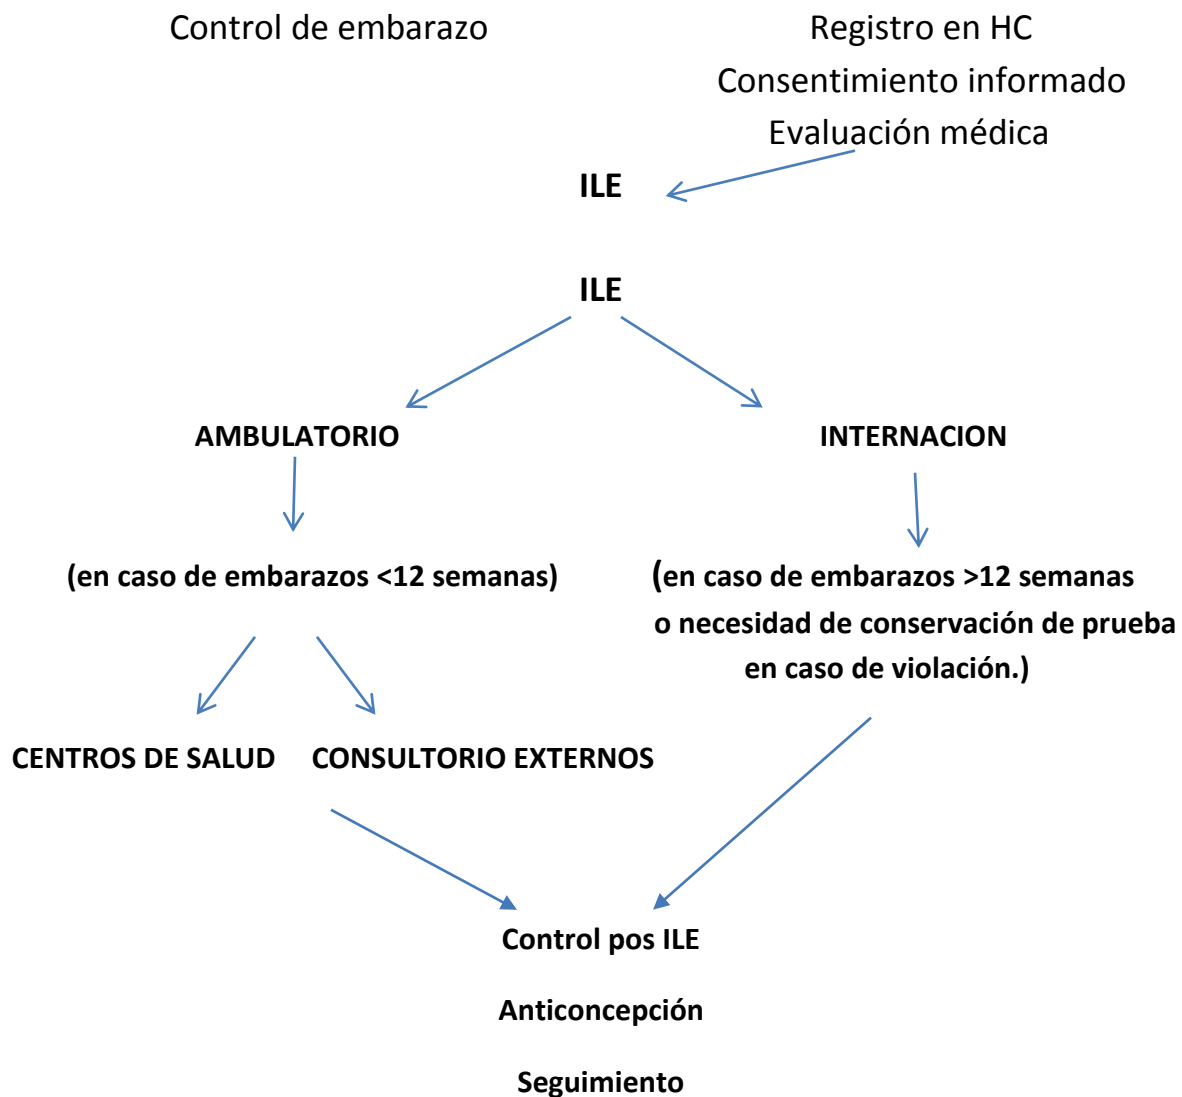 Control de embarazo
Registro en HC
Consentimiento informado
Evaluación médica
ILE
ILE
AMBULATORIO
INTERNACION
(en caso de embarazos <12 semanas)
(en caso de embarazos >12 semanas
o necesidad de conservación de prueba
en caso de violación.)
CENTROS DE SALUD
CONSULTORIO EXTERNOS
Control pos ILE
Anticoncepción
Seguimiento